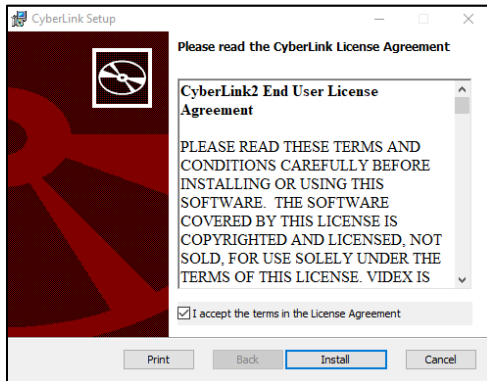 CyberLink Setup
Please read the CyberLink License Agreement
CyberLink2 End User License
Agreement
PLEASE READ THESE TERMS AND
CONDITIONS CAREFULLY BEFORE
INSTALLING OR USING THIS
SOFTWARE.  THE SOFTWARE
COVERED BY THIS LICENSE IS
COPYRIGHTED AND LICENSED, NOT
SOLD, FOR USE SOLELY UNDER THE
TERMS OF THIS LICENSE. VIDEX IS
I accept the terms in the License Agreement
Print Back Install Cancel